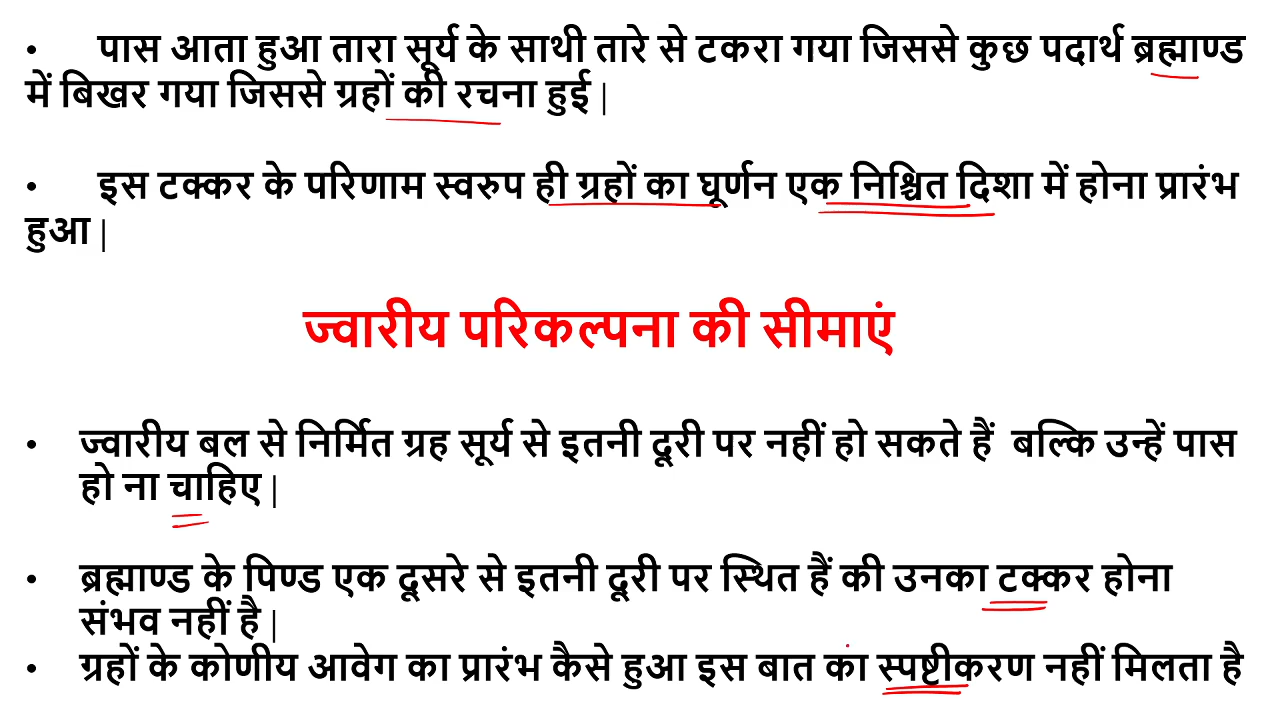 • पास आता हुआ तारा सूर्य के साथी तारे से टकरा गया जिससे कुछ पदार्थ ब्रह्माण्ड
में बिखर गया जिससे ग्रहों की रचना हुई |
• इस टक्कर के परिणाम स्वरुप ही ग्रहों का घूर्णन एक निश्चित दिशा में होना प्रारंभ
हुआ |
ज्वारीय परिकल्पना की सीमाएं
• ज्वारीय बल से निर्मित ग्रह सूर्य से इतनी दूरी पर नहीं हो सकते हैं बल्कि उन्हें पास
हो ना चाहिए |
• ब्रह्माण्ड के पिण्ड एक दूसरे से इतनी दूरी पर स्थित हैं की उनका टक्कर होना
संभव नहीं है |
• ग्रहों के कोणीय आवेग का प्रारंभ कैसे हुआ इस बात का स्पष्टीकरण नहीं मिलता है